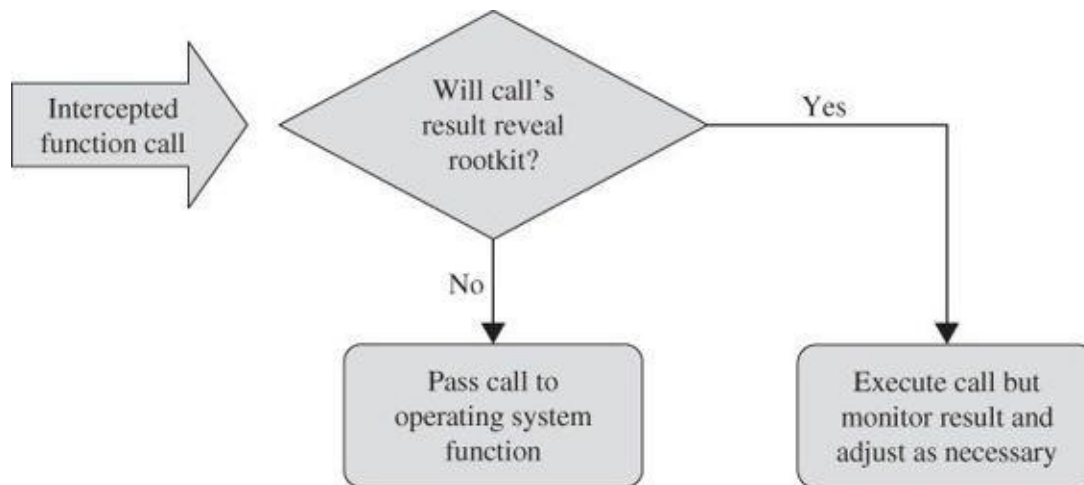 Intercepted
function call
Will call's
result reveal
rootkit?
Yes
No
Pass call to
operating system
function
Execute call but
monitor result and
adjust as necessary